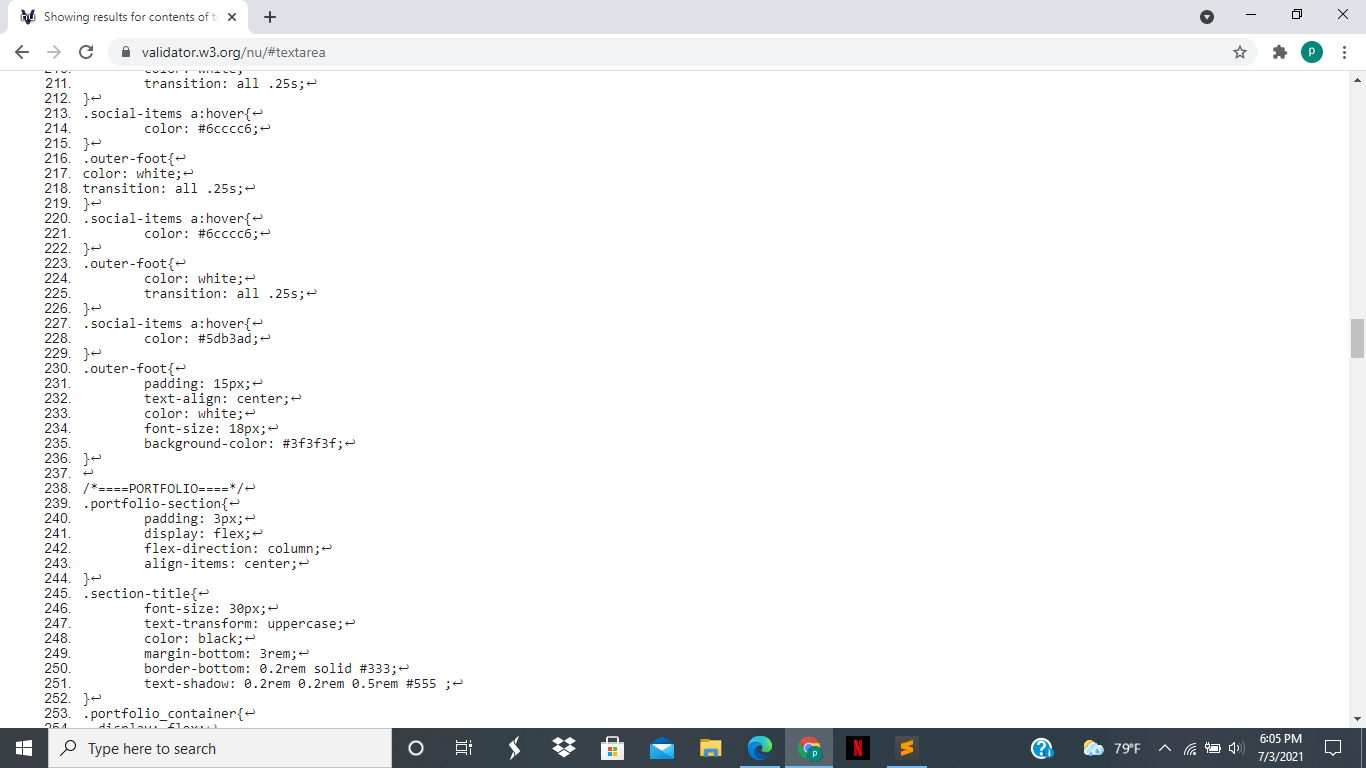 Showing results for contents of t
validator.w3.org/nu/#textarea
P
211. transition: all .25s;↩
212. }↩
213. .social-items a:hover{↩
214. color: #6cccc6;↩
215. }↩
216. .outer-foot{↩
217. color: white;↩
218. transition: all .25s;↩
219. }↩
220. .social-items a:hover{↩
221. color: #6cccc6;↩
222. }↩
223. .outer-foot{↩
224. color: white;↩
225. transition: all .25s;↩
226. }↩
227. .social-items a:hover{↩
228. color: #5db3ad;↩
229. }↩
230. .outer-foot{↩
231. padding: 15px;↩
232. text-align: center;↩
233. color: white;↩
234. font-size: 18px;↩
235. background-color: #3f3f3f;↩
236. }↩
237. ↩
238. /*====PORTFOLIO====*/↩
239. .portfolio-section{↩
240. padding: 3px;↩
241. display: flex;↩
242. flex-direction: column;↩
243. align-items: center;↩
244. }↩
245. .section-title{↩
246. font-size: 30px;↩
247. text-transform: uppercase;↩
248. color: black;↩
249. margin-bottom: 3rem;↩
250. border-bottom: 0.2rem solid #333;↩
251. text-shadow: 0.2rem 0.2rem 0.5rem #555 ;↩
252. }↩
253. .portfolio_container{↩
Type here to search
79°F
6:05 PM
7/3/2021